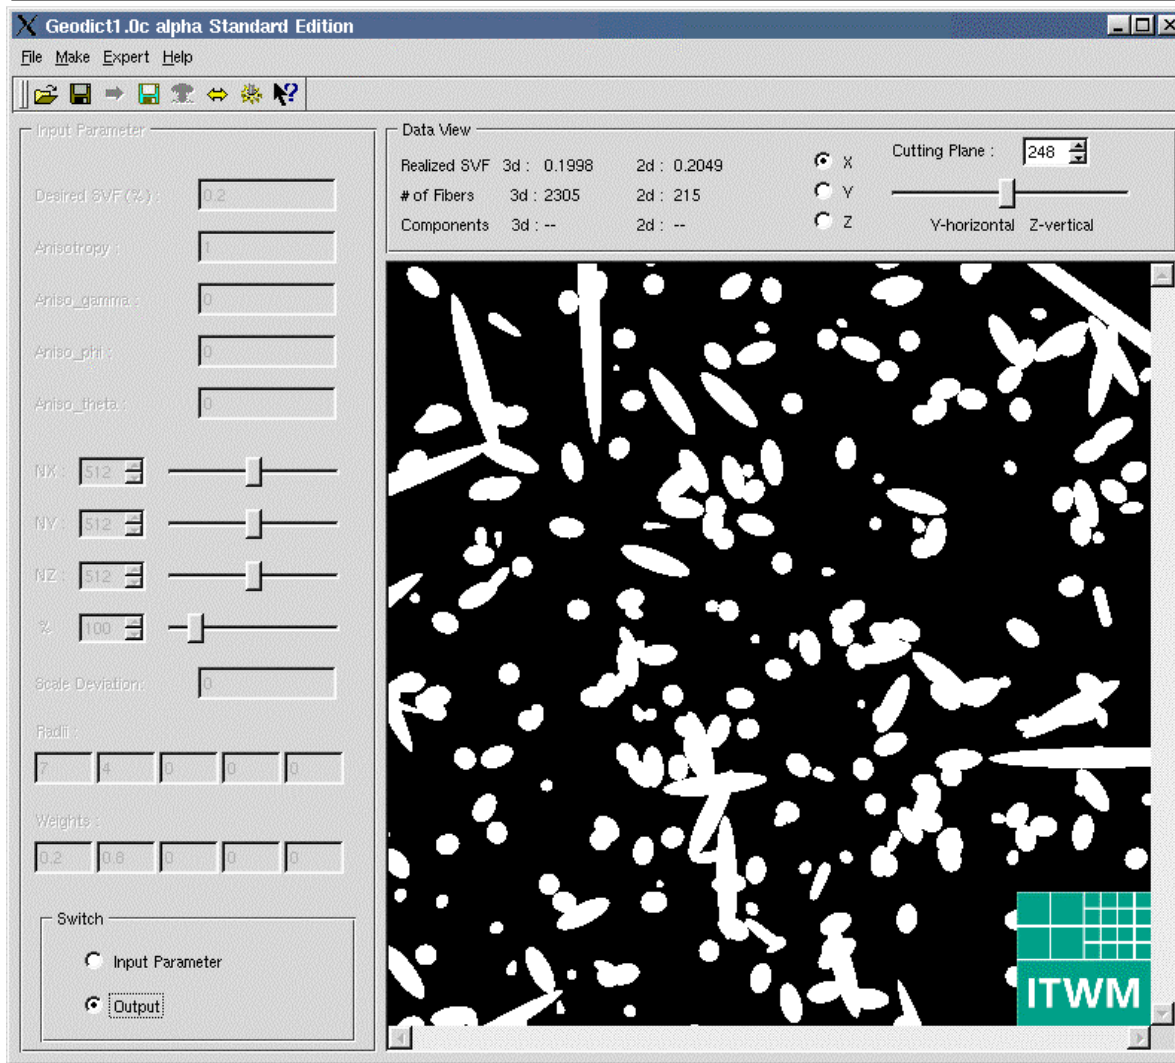 Geodict1.0c alpha Standard Edition
File Make Expert Help
Input Parameter
Desired SVF (%) : 0.2
Anisotropy : 1
Aniso_gamma : 0
Aniso_phi : 0
Aniso_theta : 0
NX : 512
NY : 512
NZ : 512
% 100
Scale Deviation: 0
Radii :
7 4 0 0 0
Weights :
0.2 0.8 0 0 0
Switch
Input Parameter
Output
Data View
Realized SVF 3d : 0.1998 2d : 0.2049
# of Fibers 3d : 2305 2d : 215
Components 3d : -- 2d : --
X
Y
Z
Cutting Plane : 248
Y-horizontal Z-vertical
ITWM